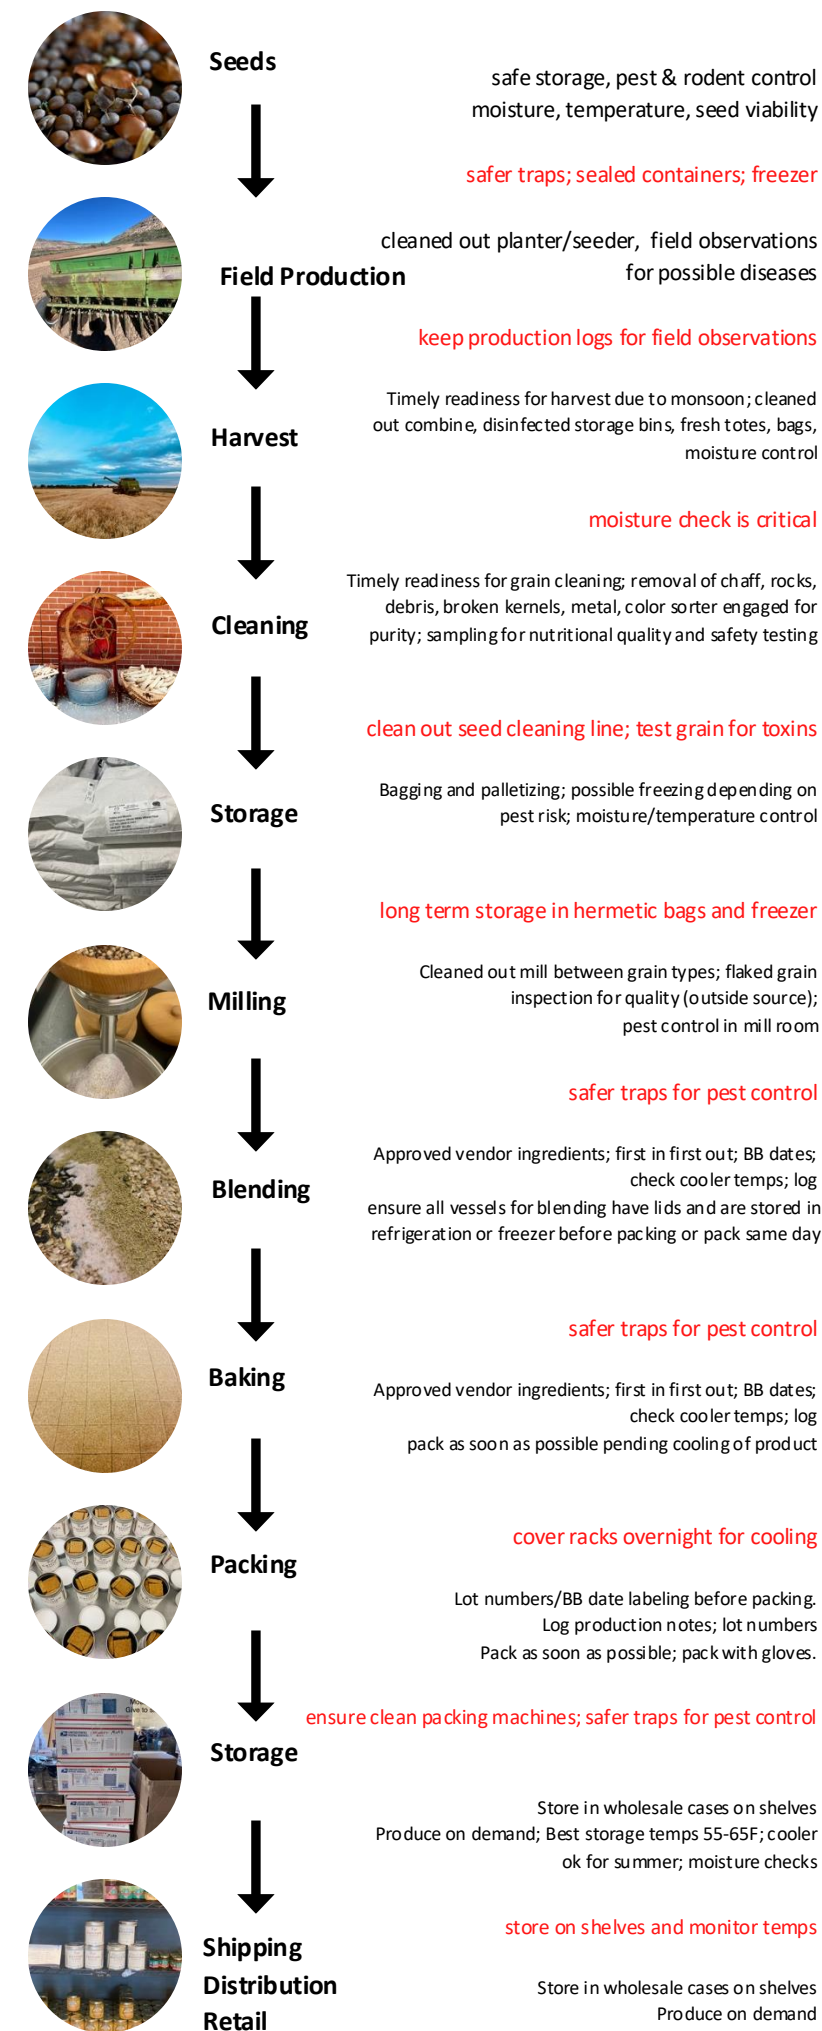 Seeds
safe storage, pest & rodent control
moisture, temperature, seed viability
safer traps; sealed containers; freezer
cleaned out planter/seeder, field observations
for possible diseases
Field Production
keep production logs for field observations
Timely readiness for harvest due to monsoon; cleaned
out combine, disinfected storage bins, fresh totes, bags,
moisture control
Harvest
moisture check is critical
Timely readiness for grain cleaning; removal of chaff, rocks,
debris, broken kernels, metal, color sorter engaged for
purity; sampling for nutritional quality and safety testing
Cleaning
clean out seed cleaning line; test grain for toxins
Bagging and palletizing; possible freezing depending on
pest risk; moisture/temperature control
Storage
long term storage in hermetic bags and freezer
Cleaned out mill between grain types; flaked grain
inspection for quality (outside source);
pest control in mill room
Milling
safer traps for pest control
Approved vendor ingredients; first in first out; BB dates;
check cooler temps; log
ensure all vessels for blending have lids and are stored in
refrigeration or freezer before packing or pack same day
Blending
safer traps for pest control
Baking
Approved vendor ingredients; first in first out; BB dates;
check cooler temps; log
pack as soon as possible pending cooling of product
cover racks overnight for cooling
Packing
Lot numbers/BB date labeling before packing.
Log production notes; lot numbers
Pack as soon as possible; pack with gloves.
ensure clean packing machines; safer traps for pest control
Storage
Store in wholesale cases on shelves
Produce on demand; Best storage temps 55-65F; cooler
ok for summer; moisture checks
store on shelves and monitor temps
Shipping
Distribution
Retail
Store in wholesale cases on shelves
Produce on demand